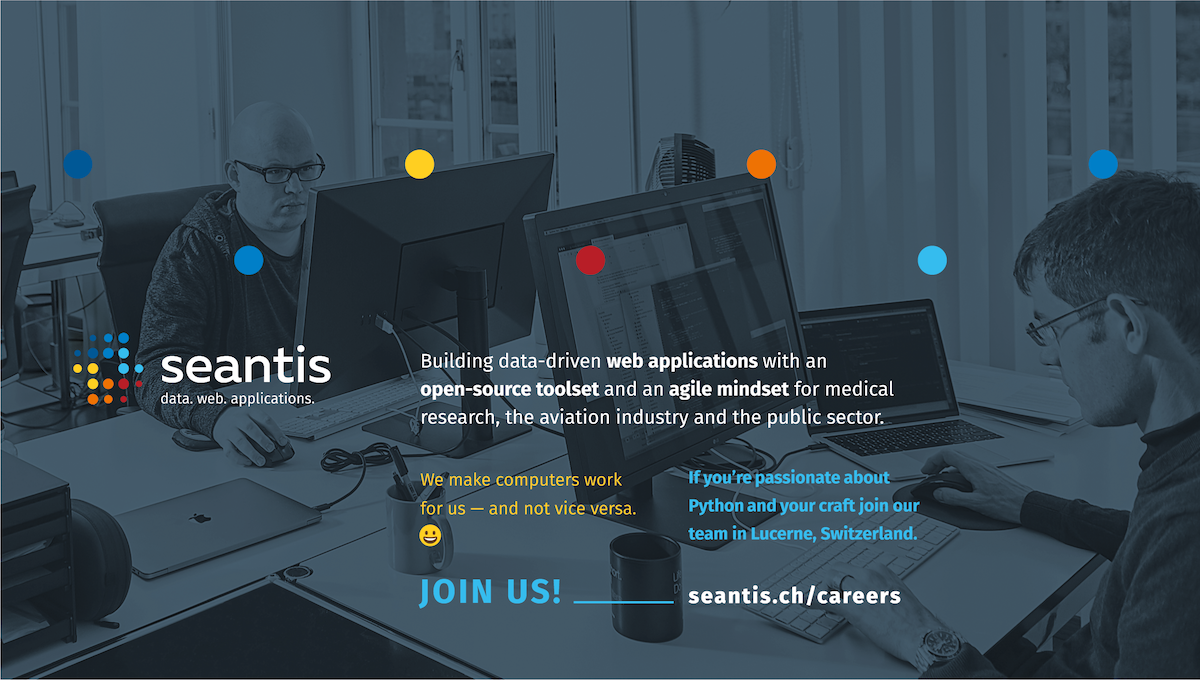 seantis
data. web. applications.
Building data-driven web applications with an
open-source toolset and an agile mindset for medical
research, the aviation industry and the public sector.
We make computers work
for us — and not vice versa.
😀
If you’re passionate about
Python and your craft join our
team in Lucerne, Switzerland.
JOIN US!
seantis.ch/careers